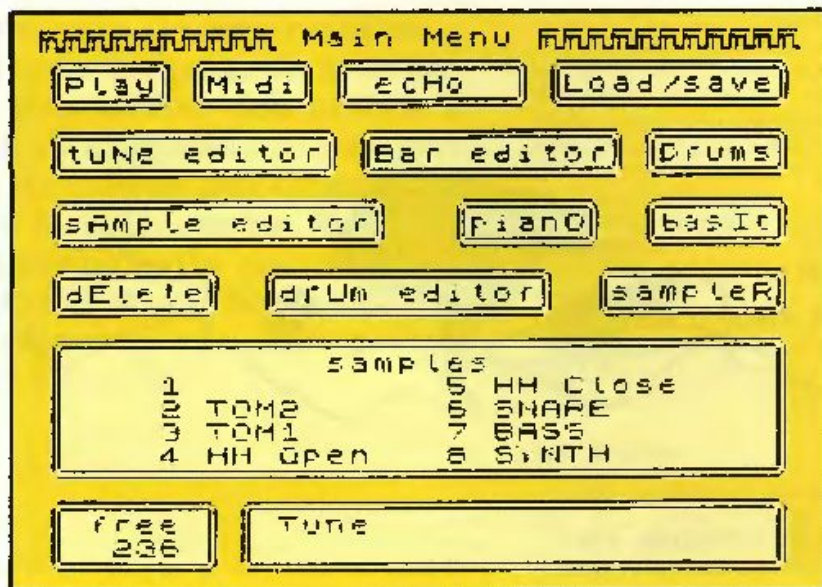 Main Menu
Play Midi ecHo Load/save
tuNe editor Bar editor Drums
sAmple editor pianO basIc
dElete drUm editor sampleR
samples
1 5 HH Close
2 TOM2 6 SNARE
3 TOM1 7 BASS
4 HH Open 8 SYNTH
free Tune
236